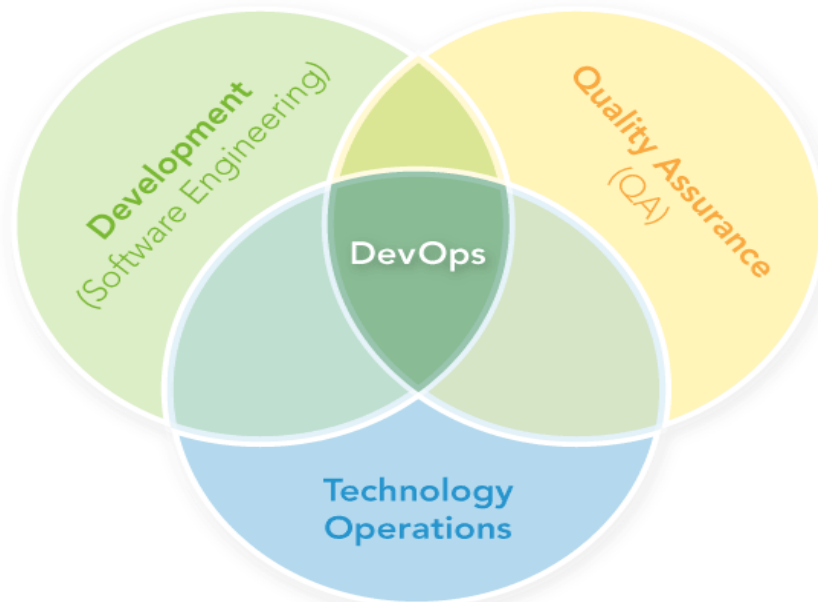 Development
(Software Engineering)
Quality Assurance
(QA)
DevOps
Technology
Operations